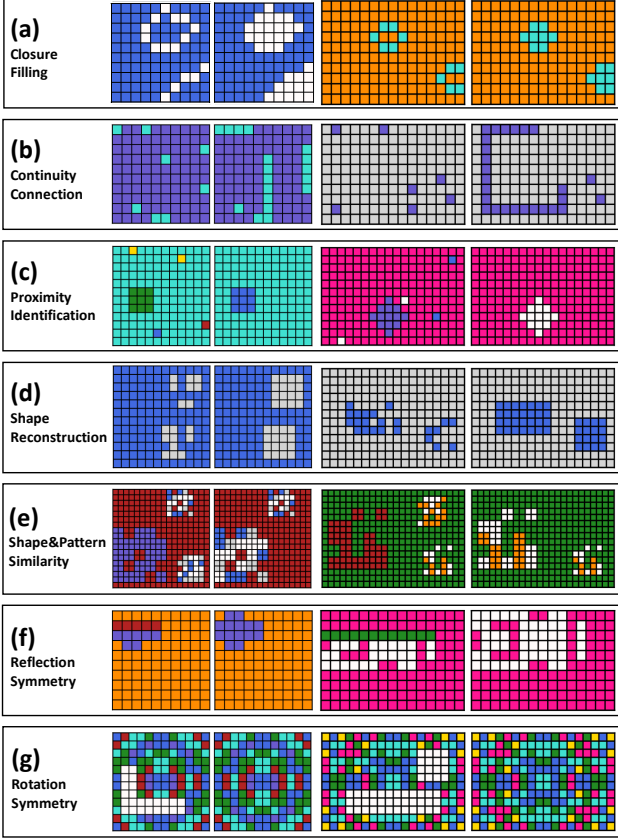 (a)
Closure
Filling
(b)
Continuity
Connection
(c)
Proximity
Identification
(d)
Shape
Reconstruction
(e)
Shape&Pattern
Similarity
(f)
Reflection
Symmetry
(g)
Rotation
Symmetry